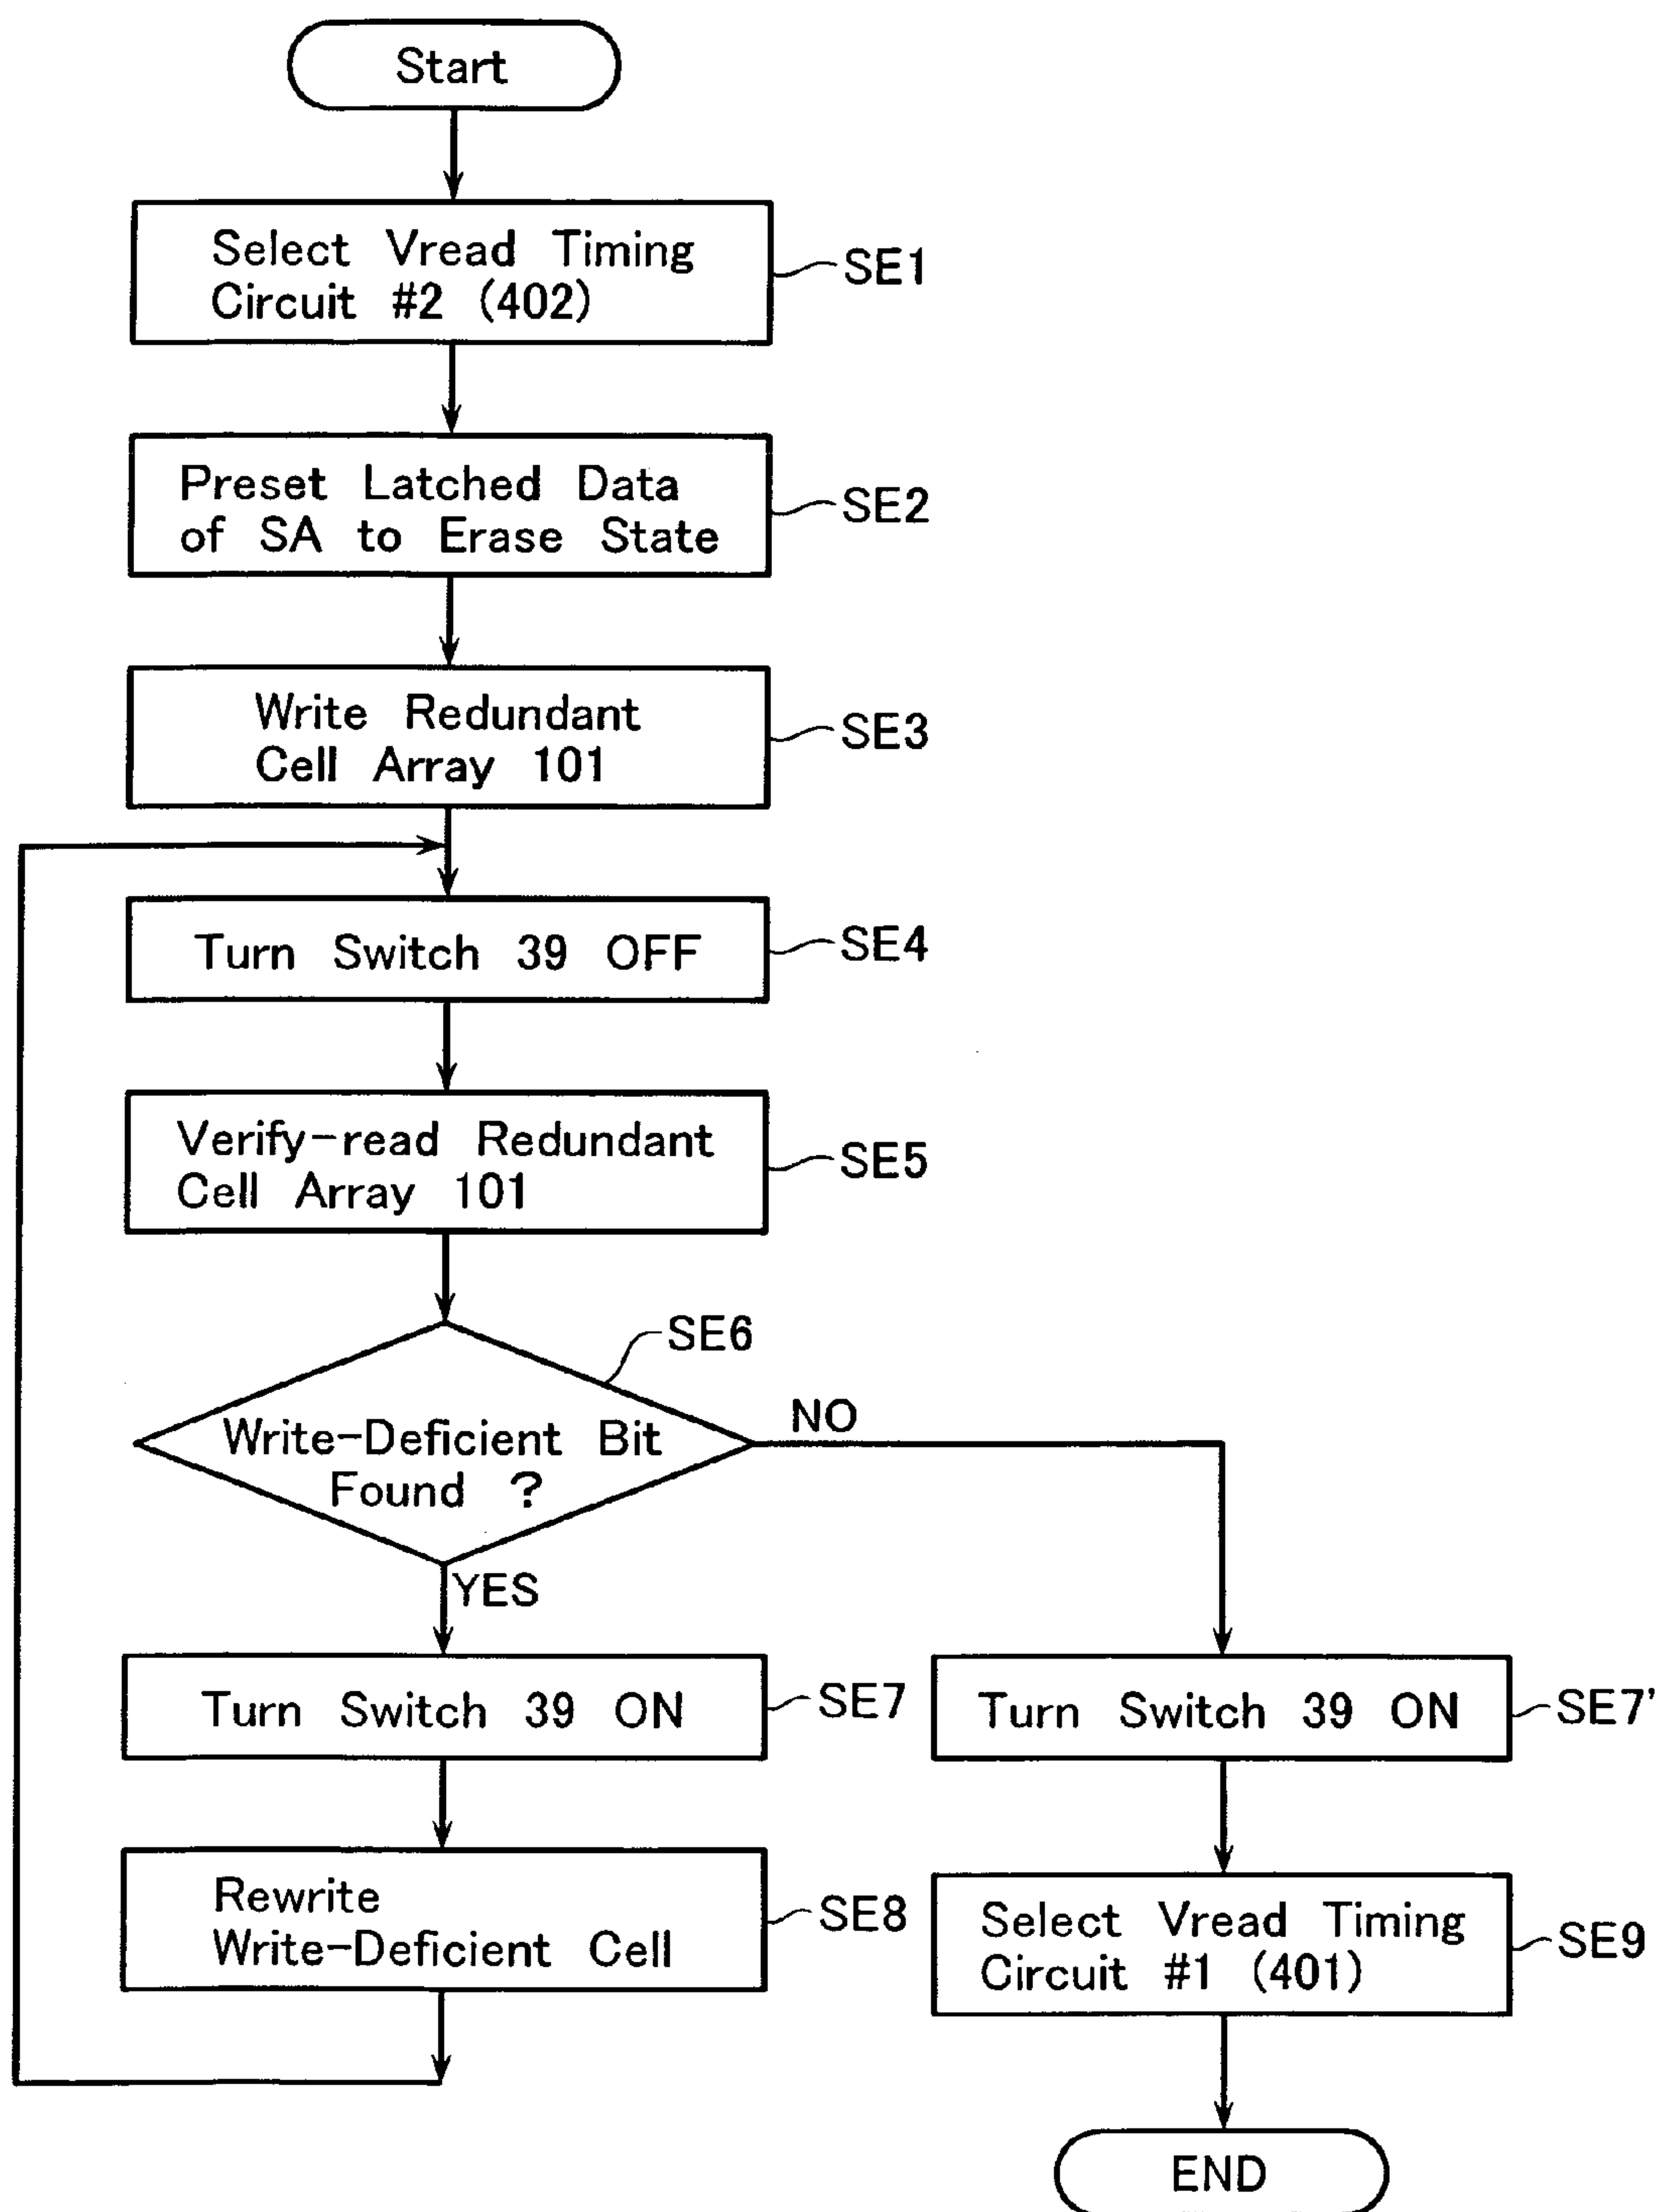 Start
Select Vread Timing
Circuit #2 (402)
SE1
Preset Latched Data
of SA to Erase State
SE2
Write Redundant
Cell Array 101
SE3
Turn Switch 39 OFF
SE4
Verify-read Redundant
Cell Array 101
SE5
SE6
Write-Deficient Bit
Found ?
NO
YES
Turn Switch 39 ON
SE7
Turn Switch 39 ON
SE7'
Rewrite
Write-Deficient Cell
SE8
Select Vread Timing
Circuit #1 (401)
SE9
END